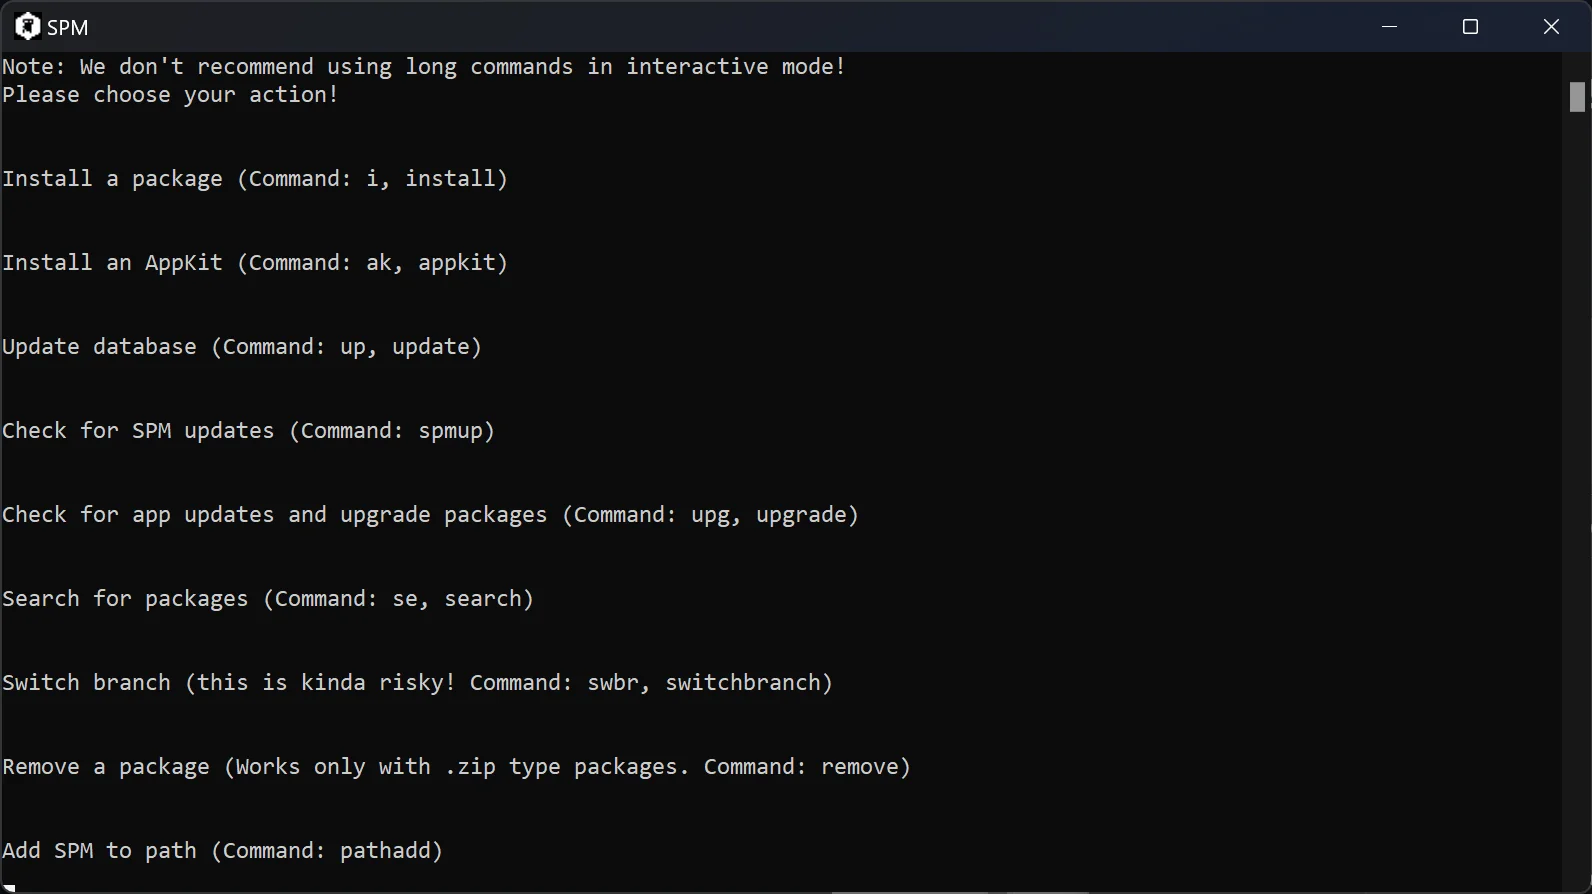 SPM
Note: We don't recommend using long commands in interactive mode!
Please choose your action!
Install a package (Command: i, install)
Install an AppKit (Command: ak, appkit)
Update database (Command: up, update)
Check for SPM updates (Command: spmup)
Check for app updates and upgrade packages (Command: upg, upgrade)
Search for packages (Command: se, search)
Switch branch (this is kinda risky! Command: swbr, switchbranch)
Remove a package (Works only with .zip type packages. Command: remove)
Add SPM to path (Command: pathadd)